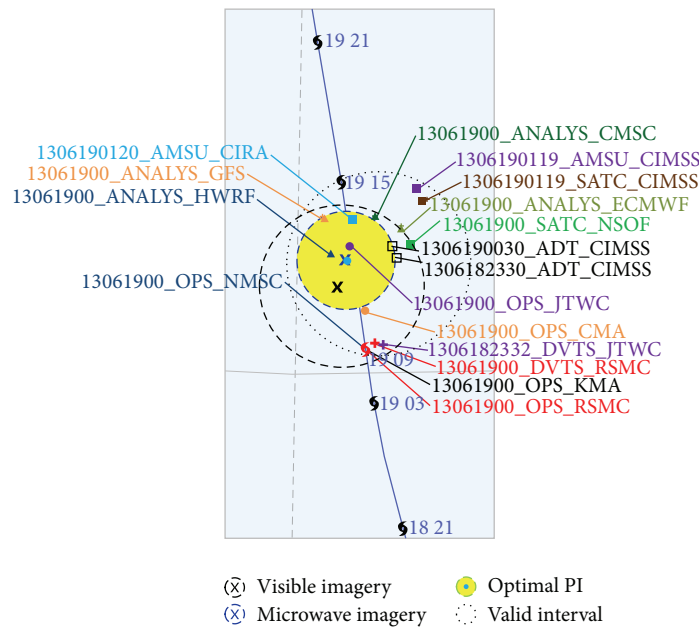 19 21
13061900_ANALYS_CMSC
1306190120_AMSU_CIRA
1306190119_AMSU_CIMSS
13061900_ANALYS_GFS
19 15
1306190119_SATC_CIMSS
13061900_ANALYS_HWRF
13061900_ANALYS_ECMWF
13061900_SATC_NSOF
1306190030_ADT_CIMSS
1306182330_ADT_CIMSS
13061900_OPS_NMSC
13061900_OPS_JTWC
13061900_OPS_CMA
1306182332_DVTS_JTWC
19 09
13061900_DVTS_RSMC
13061900_OPS_KMA
19 03
13061900_OPS_RSMC
18 21
Visible imagery
Optimal PI
Microwave imagery
Valid interval